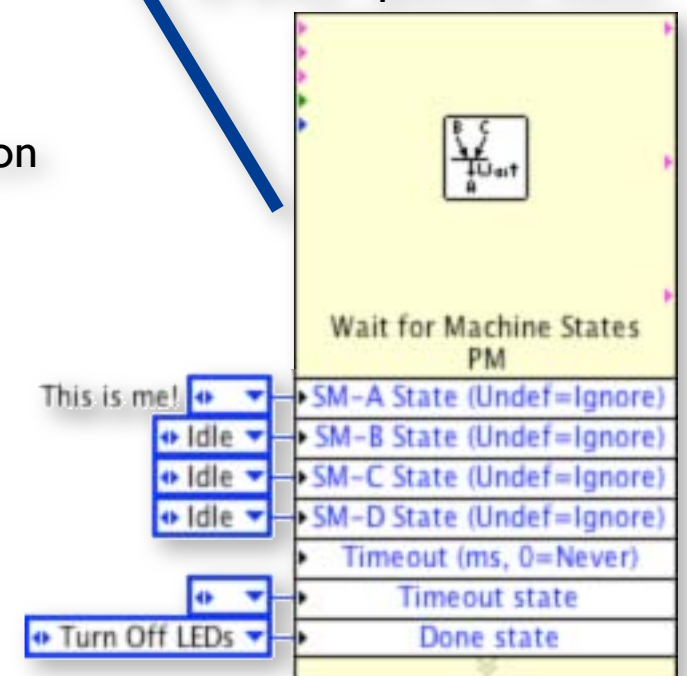 on
B C
Wait
A
Wait for Machine States
PM
This is me! SM-A State (Undef=Ignore)
Idle SM-B State (Undef=Ignore)
Idle SM-C State (Undef=Ignore)
Idle SM-D State (Undef=Ignore)
Timeout (ms, 0=Never)
Timeout state
Turn Off LEDs Done state